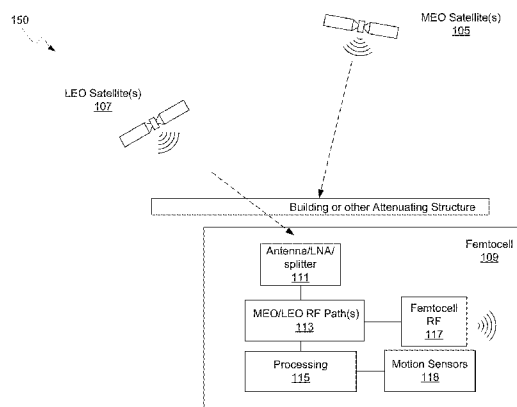 150
MEO Satellite(s)
105
LEO Satellite(s)
107
Building or other Attenuating Structure
Femtocell
109
Antenna/LNA/
splitter
111
MEO/LEO RF Path(s)
113
Femtocell
RF
117
Processing
115
Motion Sensors
118